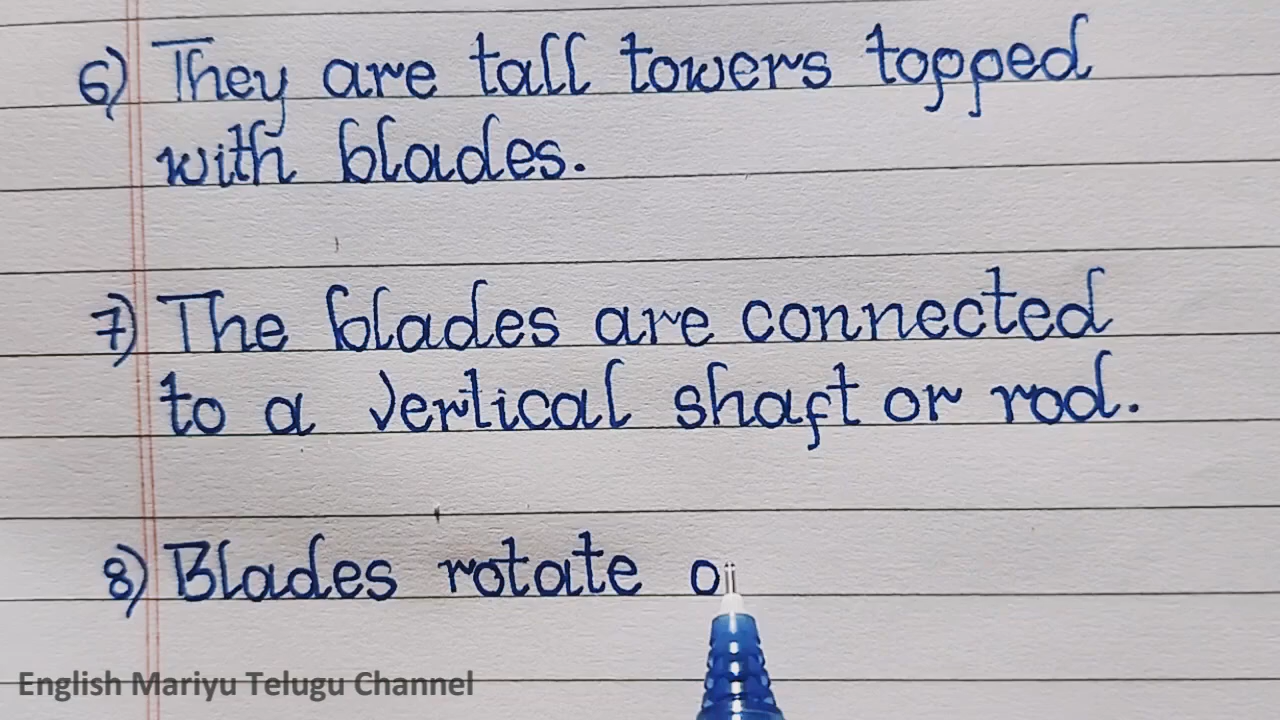 6) They are tall towers topped
with blades.
7) The blades are connected
to a vertical shaft or rod.
8) Blades rotate o
English Mariyu Telugu Channel